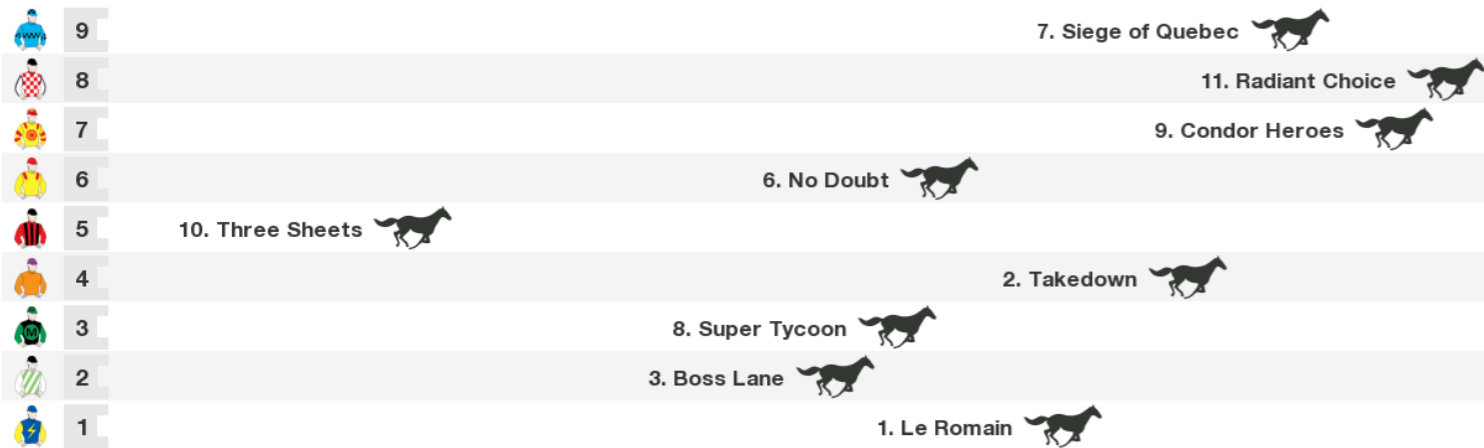 9 7. Siege of Quebec
8 11. Radiant Choice
7 9. Condor Heroes
6 6. No Doubt
5 10. Three Sheets
4 2. Takedown
3 8. Super Tycoon
2 3. Boss Lane
1 1. Le Romain